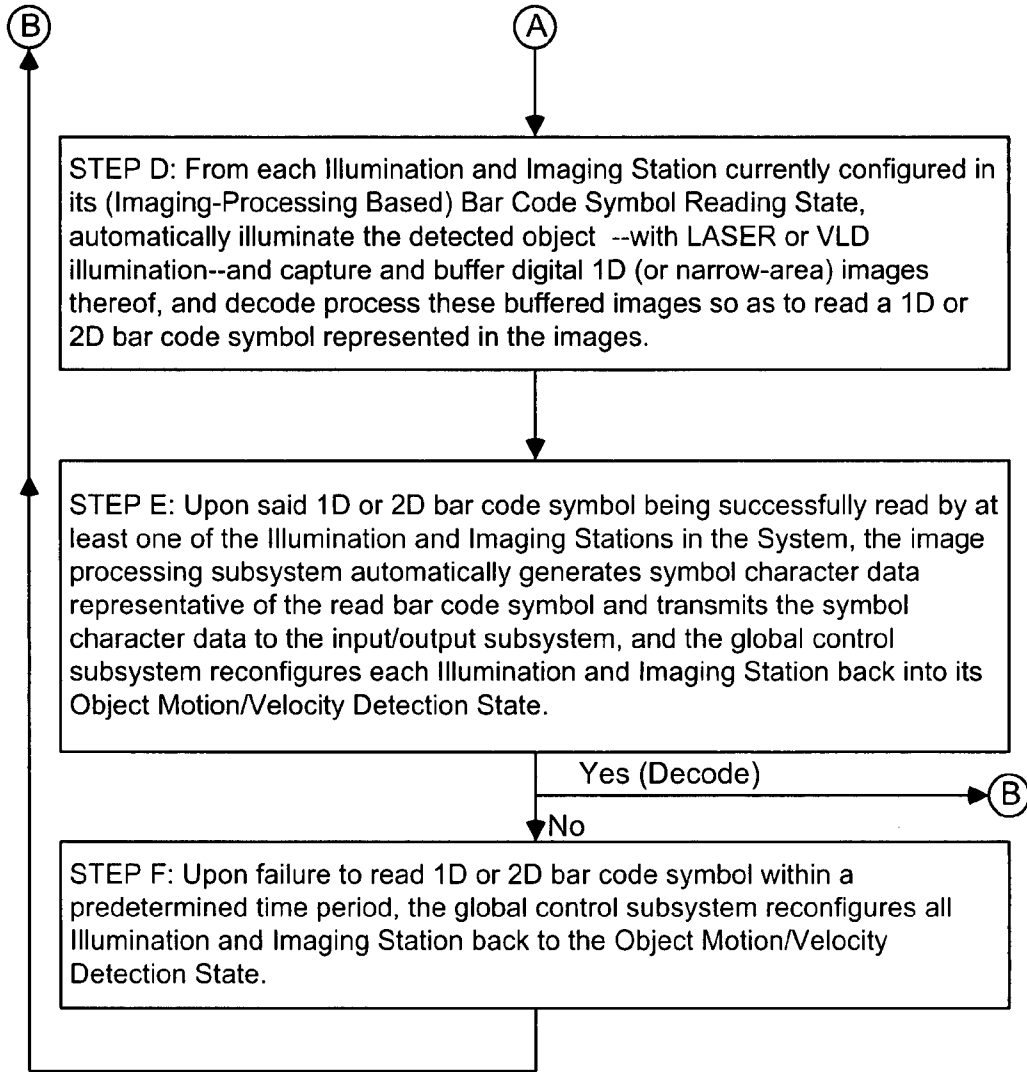 B
A
STEP D: From each Illumination and Imaging Station currently configured in
its (Imaging-Processing Based) Bar Code Symbol Reading State,
automatically illuminate the detected object --with LASER or VLD
illumination--and capture and buffer digital 1D (or narrow-area) images
thereof, and decode process these buffered images so as to read a 1D or
2D bar code symbol represented in the images.
STEP E: Upon said 1D or 2D bar code symbol being successfully read by at
least one of the Illumination and Imaging Stations in the System, the image
processing subsystem automatically generates symbol character data
representative of the read bar code symbol and transmits the symbol
character data to the input/output subsystem, and the global control
subsystem reconfigures each Illumination and Imaging Station back into its
Object Motion/Velocity Detection State.
Yes (Decode)
B
No
STEP F: Upon failure to read 1D or 2D bar code symbol within a
predetermined time period, the global control subsystem reconfigures all
Illumination and Imaging Station back to the Object Motion/Velocity
Detection State.